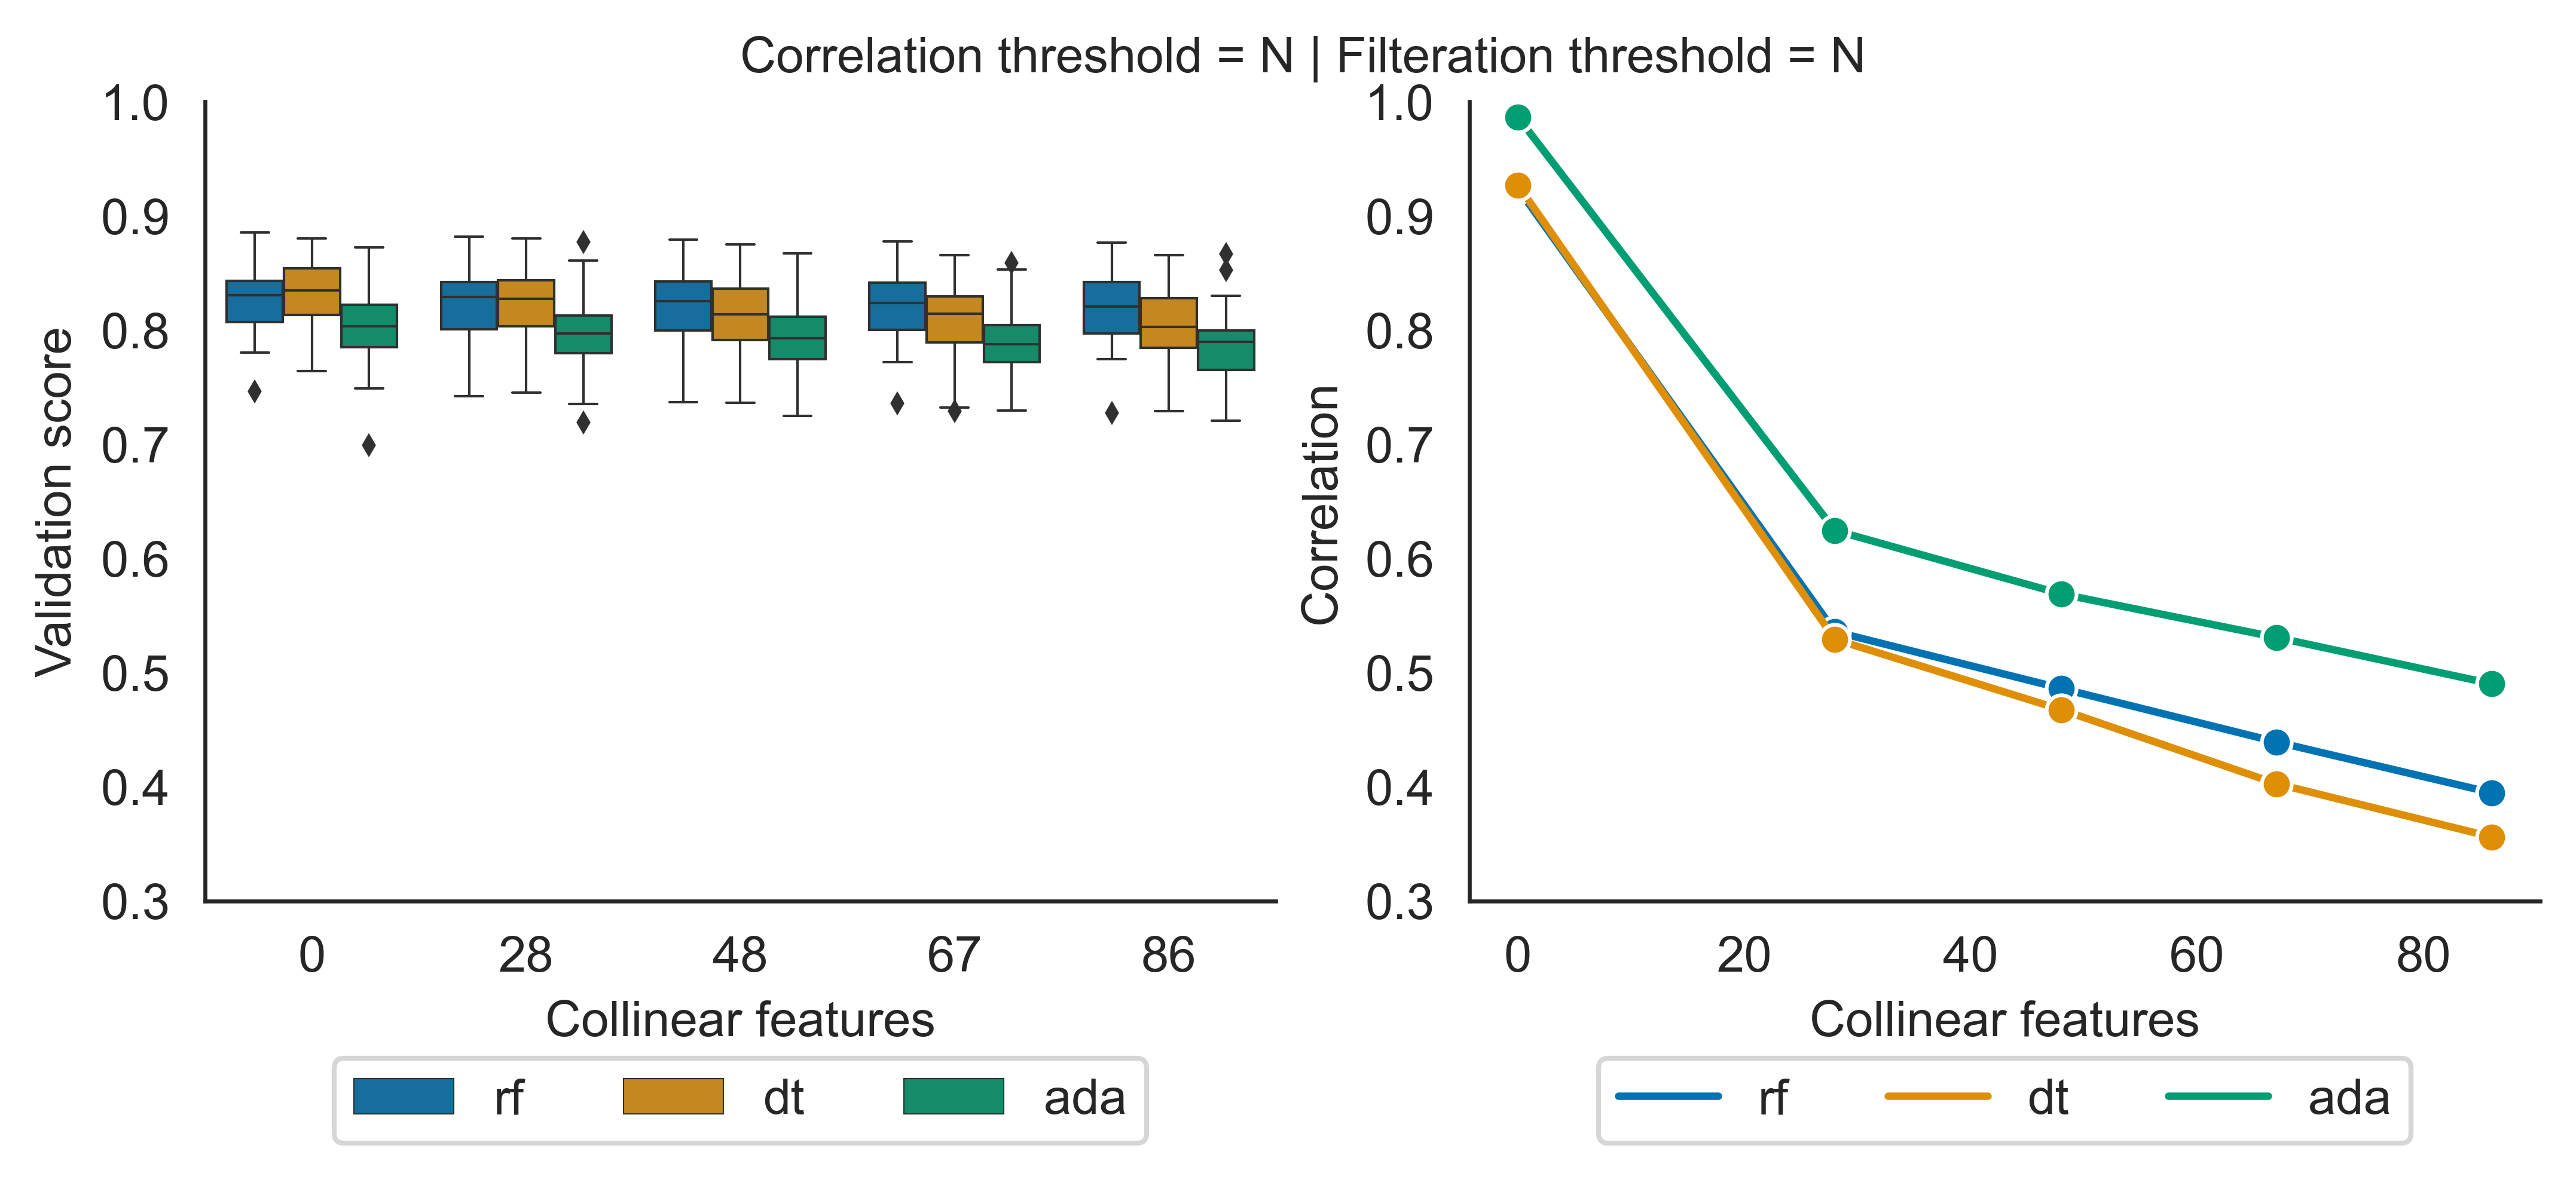 Correlation threshold = N | Filteration threshold = N
1.0
0.9
0.8
0.7
0.6
0.5
0.4
0.3
Validation score
0 28 48 67 86
Collinear features
rf dt ada
1.0
0.9
0.8
0.7
0.6
0.5
0.4
0.3
Correlation
0 20 40 60 80
Collinear features
rf dt ada